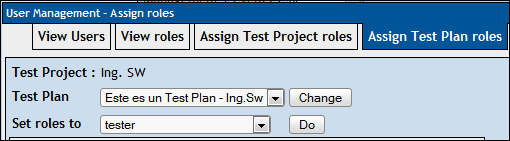 User Management - Assign roles
View Users View roles Assign Test Project roles Assign Test Plan roles
Test Project : Ing. SW
Test Plan Este es un Test Plan - Ing.Sw Change
Set roles to tester Do